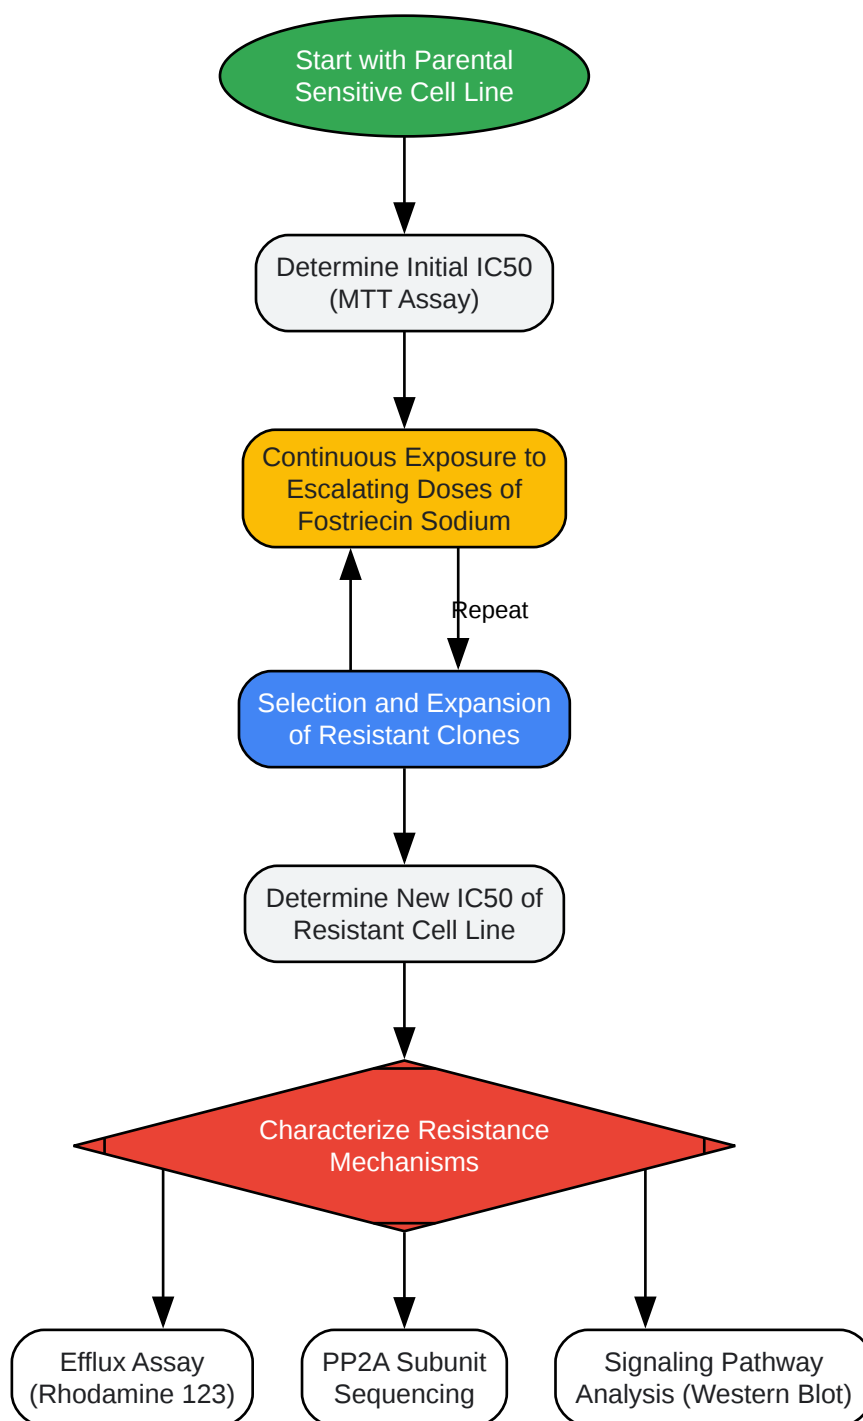 Start with Parental
Sensitive Cell Line
Determine Initial IC50
(MTT Assay)
Continuous Exposure to
Escalating Doses of
Fostriecin Sodium
Repeat
Selection and Expansion
of Resistant Clones
Determine New IC50 of
Resistant Cell Line
Characterize Resistance
Mechanisms
Efflux Assay
(Rhodamine 123)
PP2A Subunit
Sequencing
Signaling Pathway
Analysis (Western Blot)